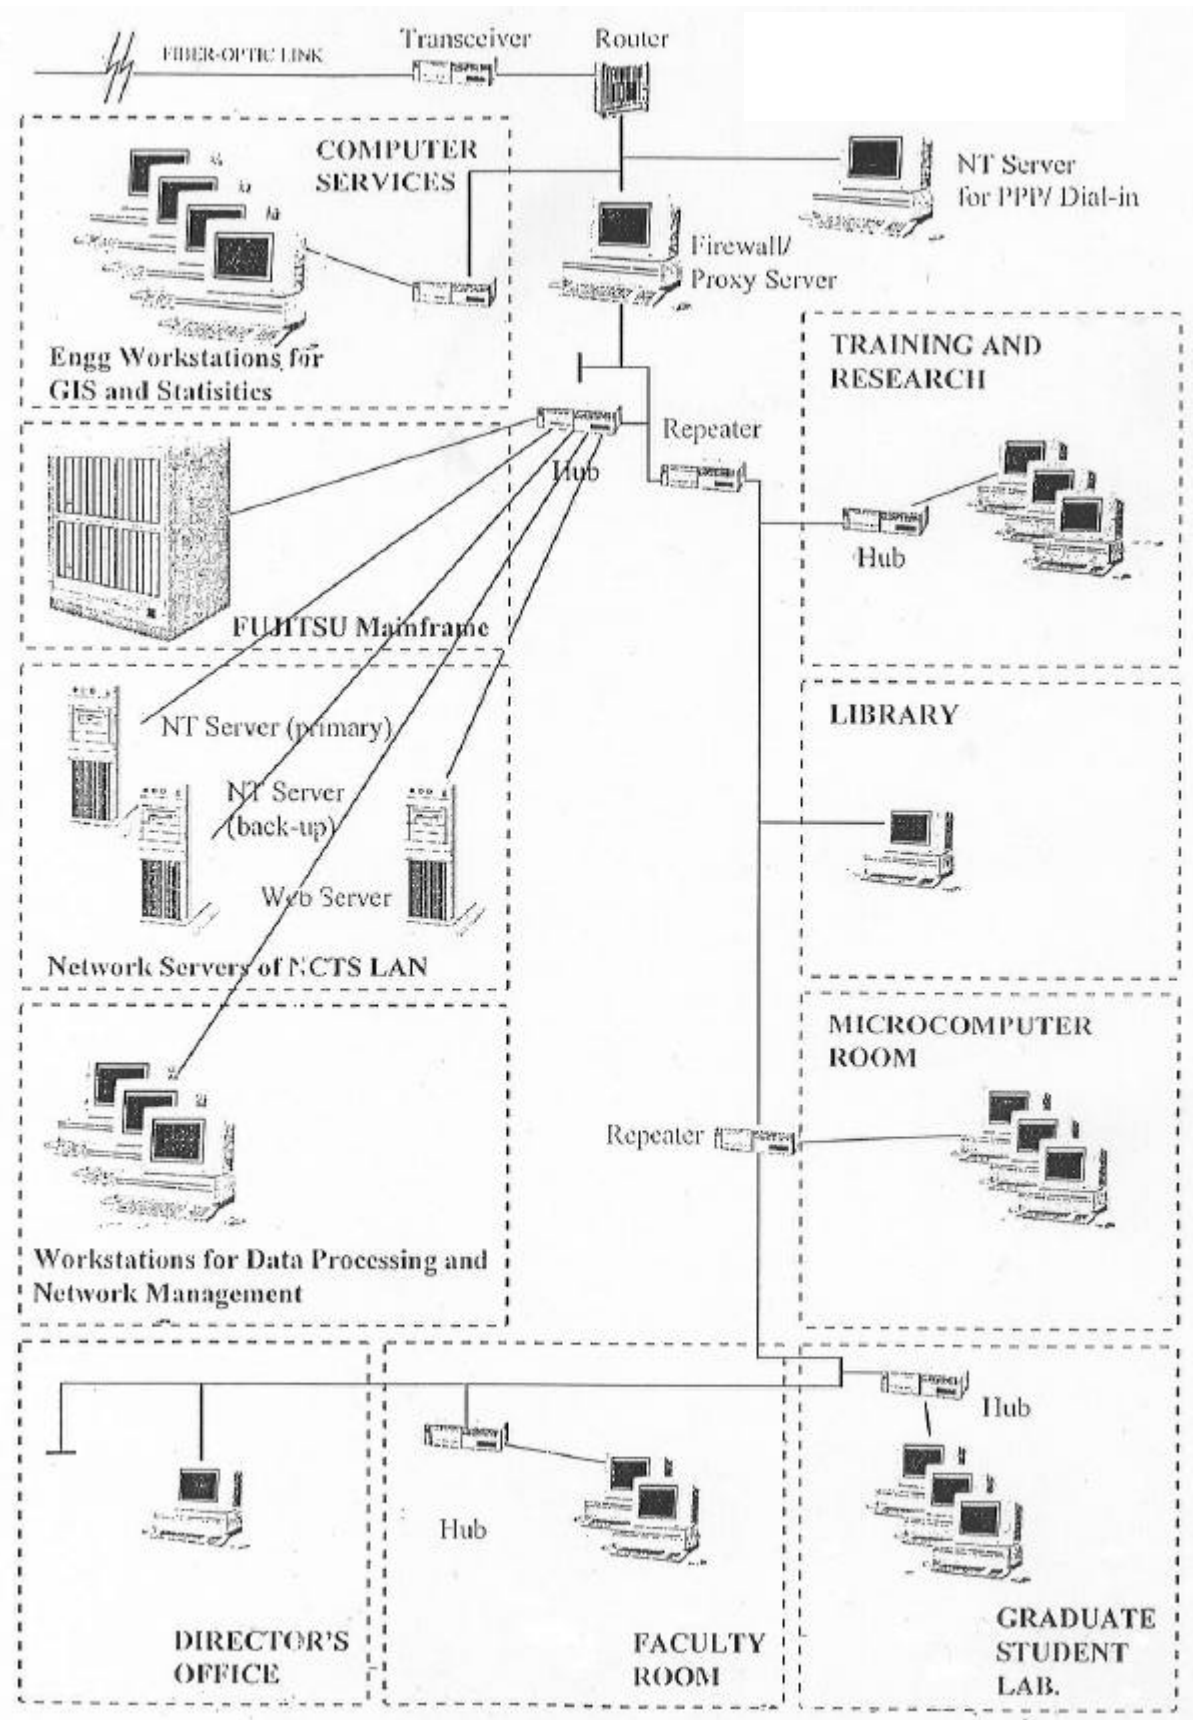 FIBER-OPTIC LINK
Transceiver
Router
COMPUTER
SERVICES
NT Server
for PPP/ Dial-in
Firewall/
Proxy Server
Engg Workstations for
GIS and Statisitics
TRAINING AND
RESEARCH
Repeater
Hub
Hub
FUJITSU Mainframe
LIBRARY
NT Server (primary)
NT Server
(back-up)
Web Server
Network Servers of NCTS LAN
MICROCOMPUTER
ROOM
Repeater
Workstations for Data Processing and
Network Management
Hub
Hub
DIRECTOR'S
OFFICE
FACULTY
ROOM
GRADUATE
STUDENT
LAB.